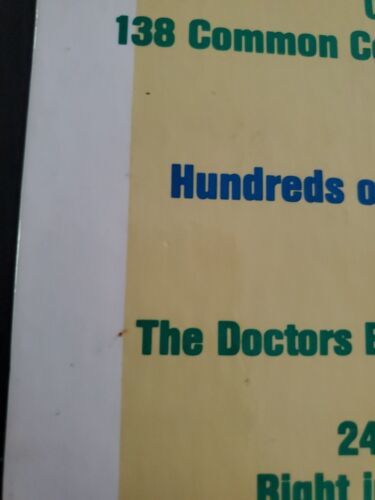 138 Common C
Hundreds o
The Doctors
24
Right i